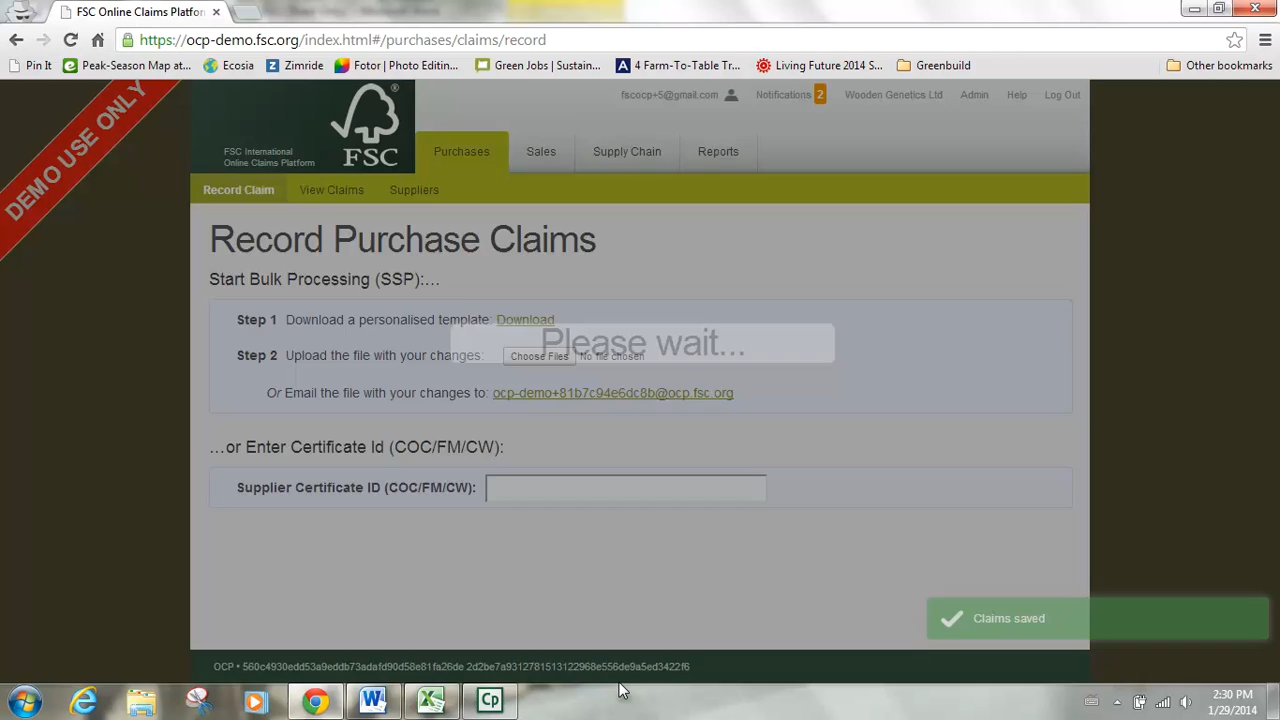 FSC Online Claims Platfor
https://ocp-demo.fsc.org/index.html#/purchases/claims/record
Pin It
Peak-Season Map at...
Ecosia
Zimride
Fotor | Photo Editin...
Green Jobs | Sustain...
4 Farm-To-Table Tr...
Living Future 2014 S...
Greenbuild
Other bookmarks
DEMO USE ONLY
FSC International
Online Claims Platform
®
FSC
fscocp+5@gmail.com
Notifications 2
Wooden Genetics Ltd
Admin
Help
Log Out
Purchases
Sales
Supply Chain
Reports
Record Claim
View Claims
Suppliers
Record Purchase Claims
Start Bulk Processing (SSP):…
Step 1 Download a personalised template: Download
Please wait...
Step 2 Upload the file with your changes: Choose Files No file chosen
Or Email the file with your changes to: ocp-demo+81b7c94e6dc8b@ocp.fsc.org
…or Enter Certificate Id (COC/FM/CW):
Supplier Certificate ID (COC/FM/CW):
Claims saved
OCP • 560c4930edd53a9eddb73adafd90d58e81fa26de 2d2be7a9312781513122968e556de9a5ed3422f6
Cp
2:30 PM
1/29/2014